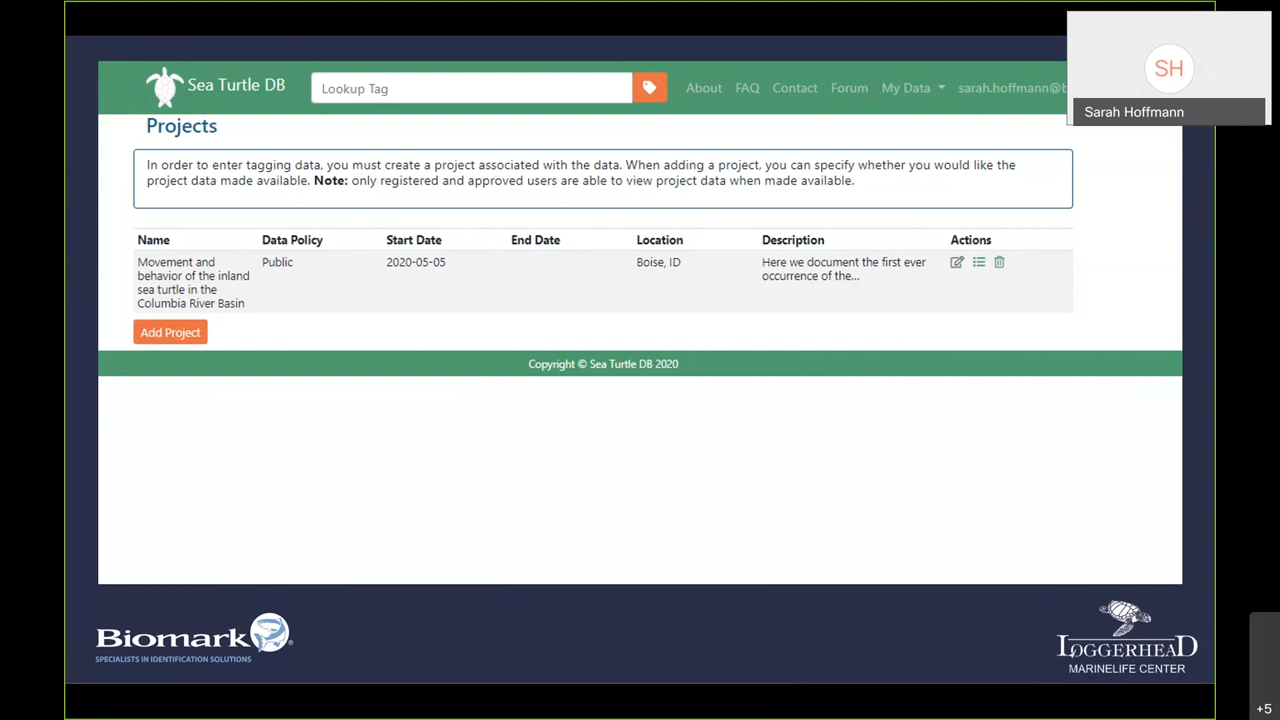 SH
Sarah Hoffmann
Sea Turtle DB
Lookup Tag
About FAQ Contact Forum My Data sarah.hoffmann@b
Projects
In order to enter tagging data, you must create a project associated with the data. When adding a project, you can specify whether you would like the
project data made available. Note: only registered and approved users are able to view project data when made available.
Name Data Policy Start Date End Date Location Description Actions
Movement and Public 2020-05-05 Boise, ID Here we document the first ever
behavior of the inland occurrence of the...
sea turtle in the
Columbia River Basin
Add Project
Copyright © Sea Turtle DB 2020
Biomark
SPECIALISTS IN IDENTIFICATION SOLUTIONS
LOGGERHEAD
MARINELIFE CENTER
+5